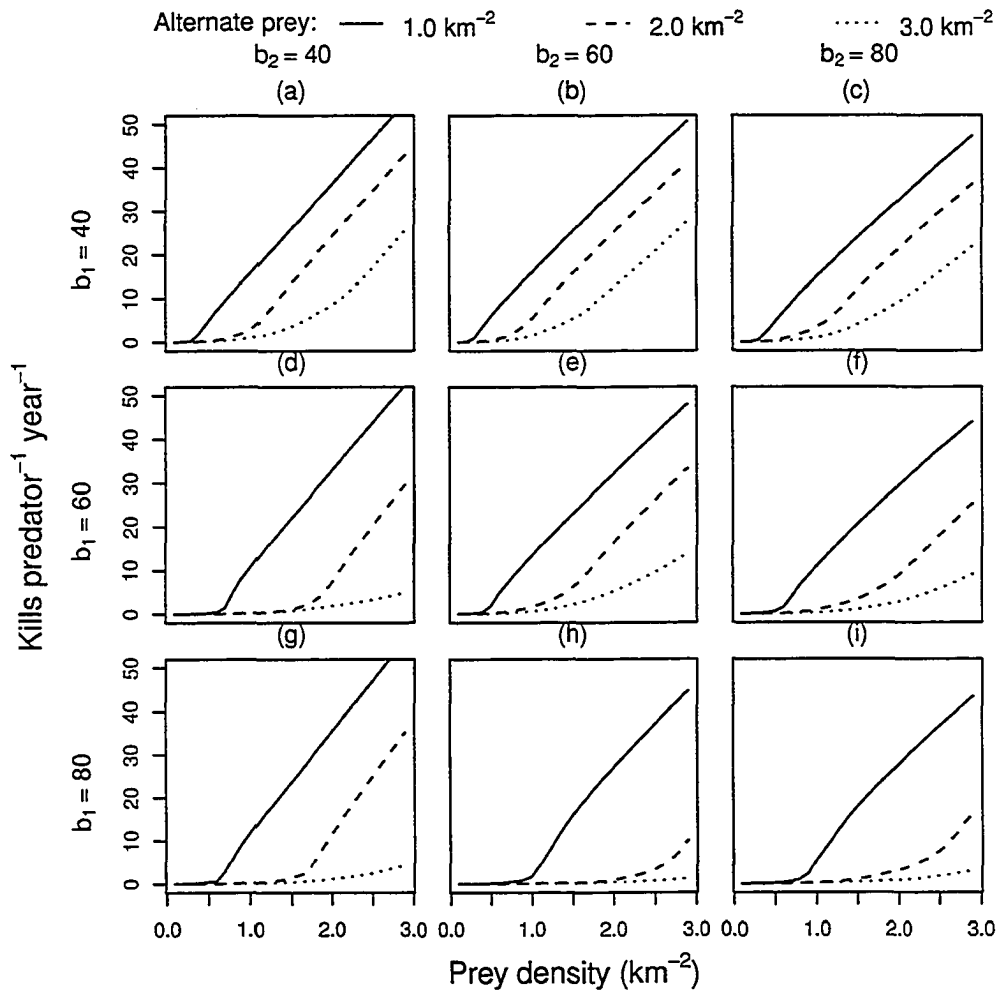 Alternate prey: 1.0 km⁻² 2.0 km⁻² 3.0 km⁻²
b₂ = 40 b₂ = 60 b₂ = 80
(a) (b) (c)
50
40
30
20
10
0
b₁ = 40
(d) (e) (f)
50
40
30
20
10
0
b₁ = 60
(g) (h) (i)
50
40
30
20
10
0
b₁ = 80
Kills predator⁻¹ year⁻¹
0.0 1.0 2.0 3.0 0.0 1.0 2.0 3.0 0.0 1.0 2.0 3.0
Prey density (km⁻²)